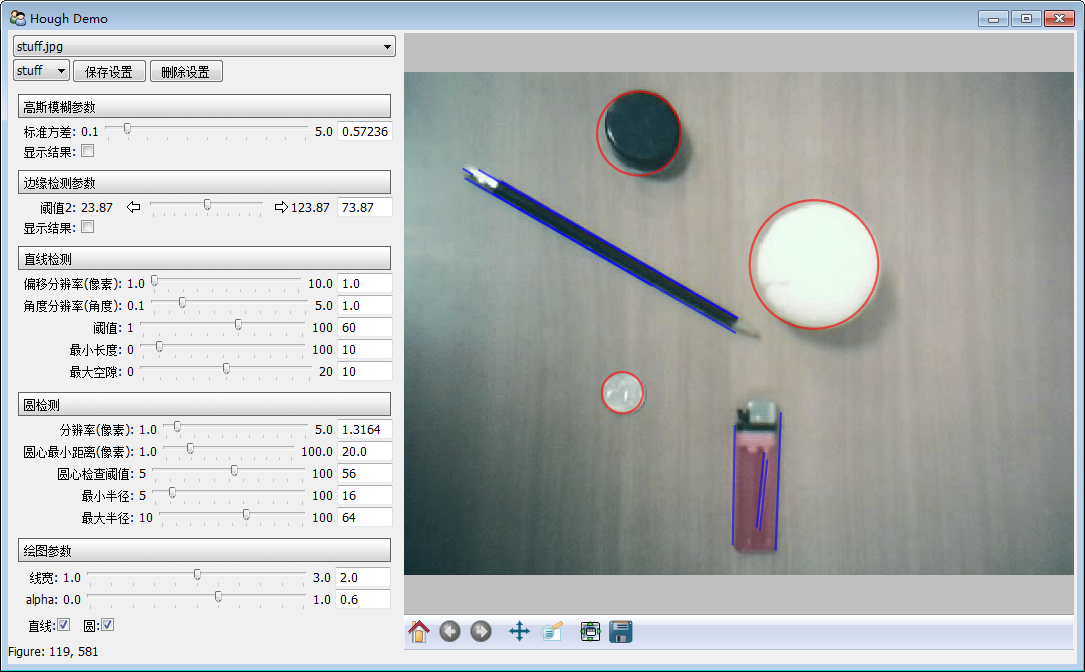 Hough Demo
stuff.jpg
stuff 保存设置 删除设置
高斯模糊参数
标准方差: 0.1 5.0 0.57236
显示结果:
边缘检测参数
阈值2: 23.87 123.87 73.87
显示结果:
直线检测
偏移分辨率(像素): 1.0 10.0 1.0
角度分辨率(角度): 0.1 5.0 1.0
阈值: 1 100 60
最小长度: 0 100 10
最大空隙: 0 20 10
圆检测
分辨率(像素): 1.0 5.0 1.3164
圆心最小距离(像素): 1.0 100.0 20.0
圆心检查阈值: 5 100 56
最小半径: 5 100 16
最大半径: 10 100 64
绘图参数
线宽: 1.0 3.0 2.0
alpha: 0.0 1.0 0.6
直线: 圆:
Figure: 119, 581